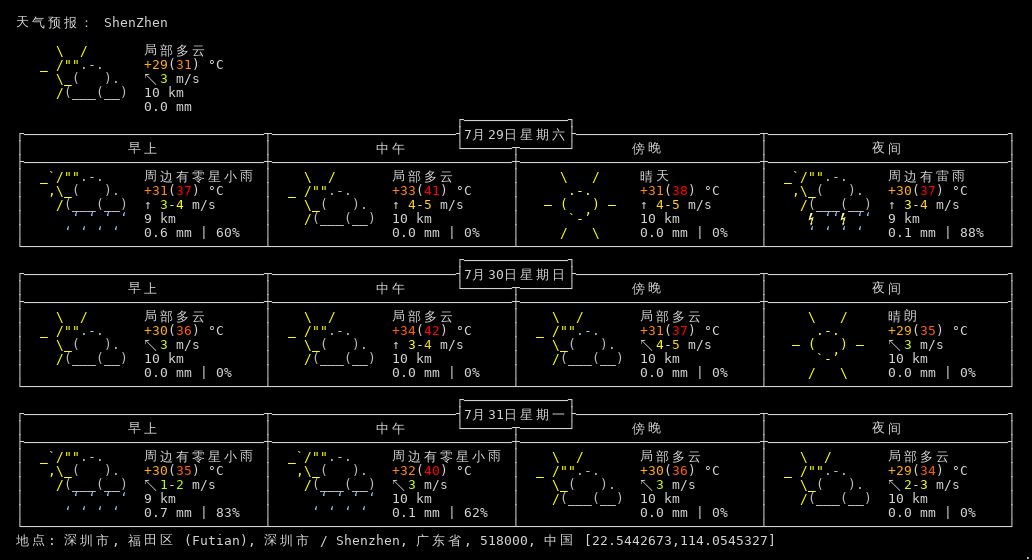 天气预报： ShenZhen
局部多云
+29(31) °C
↖ 3 m/s
10 km
0.0 mm
7月29日星期六
早上 中午 傍晚 夜间
周边有零星小雨 局部多云 晴天 周边有雷雨
+31(37) °C +33(41) °C +31(38) °C +30(37) °C
↑ 3-4 m/s ↑ 4-5 m/s ↑ 4-5 m/s ↑ 3-4 m/s
9 km 10 km 10 km 9 km
0.6 mm | 60% 0.0 mm | 0% 0.0 mm | 0% 0.1 mm | 88%
7月30日星期日
早上 中午 傍晚 夜间
局部多云 局部多云 局部多云 晴朗
+30(36) °C +34(42) °C +31(37) °C +29(35) °C
↖ 3 m/s ↑ 3-4 m/s ↖ 4-5 m/s ↖ 3 m/s
10 km 10 km 10 km 10 km
0.0 mm | 0% 0.0 mm | 0% 0.0 mm | 0% 0.0 mm | 0%
7月31日星期一
早上 中午 傍晚 夜间
周边有零星小雨 周边有零星小雨 局部多云 局部多云
+30(35) °C +32(40) °C +30(36) °C +29(34) °C
↖ 1-2 m/s ↖ 3 m/s ↖ 3 m/s ↖ 2-3 m/s
9 km 10 km 10 km 10 km
0.7 mm | 83% 0.1 mm | 62% 0.0 mm | 0% 0.0 mm | 0%
地点: 深圳市, 福田区 (Futian), 深圳市 / Shenzhen, 广东省, 518000, 中国 [22.5442673,114.0545327]